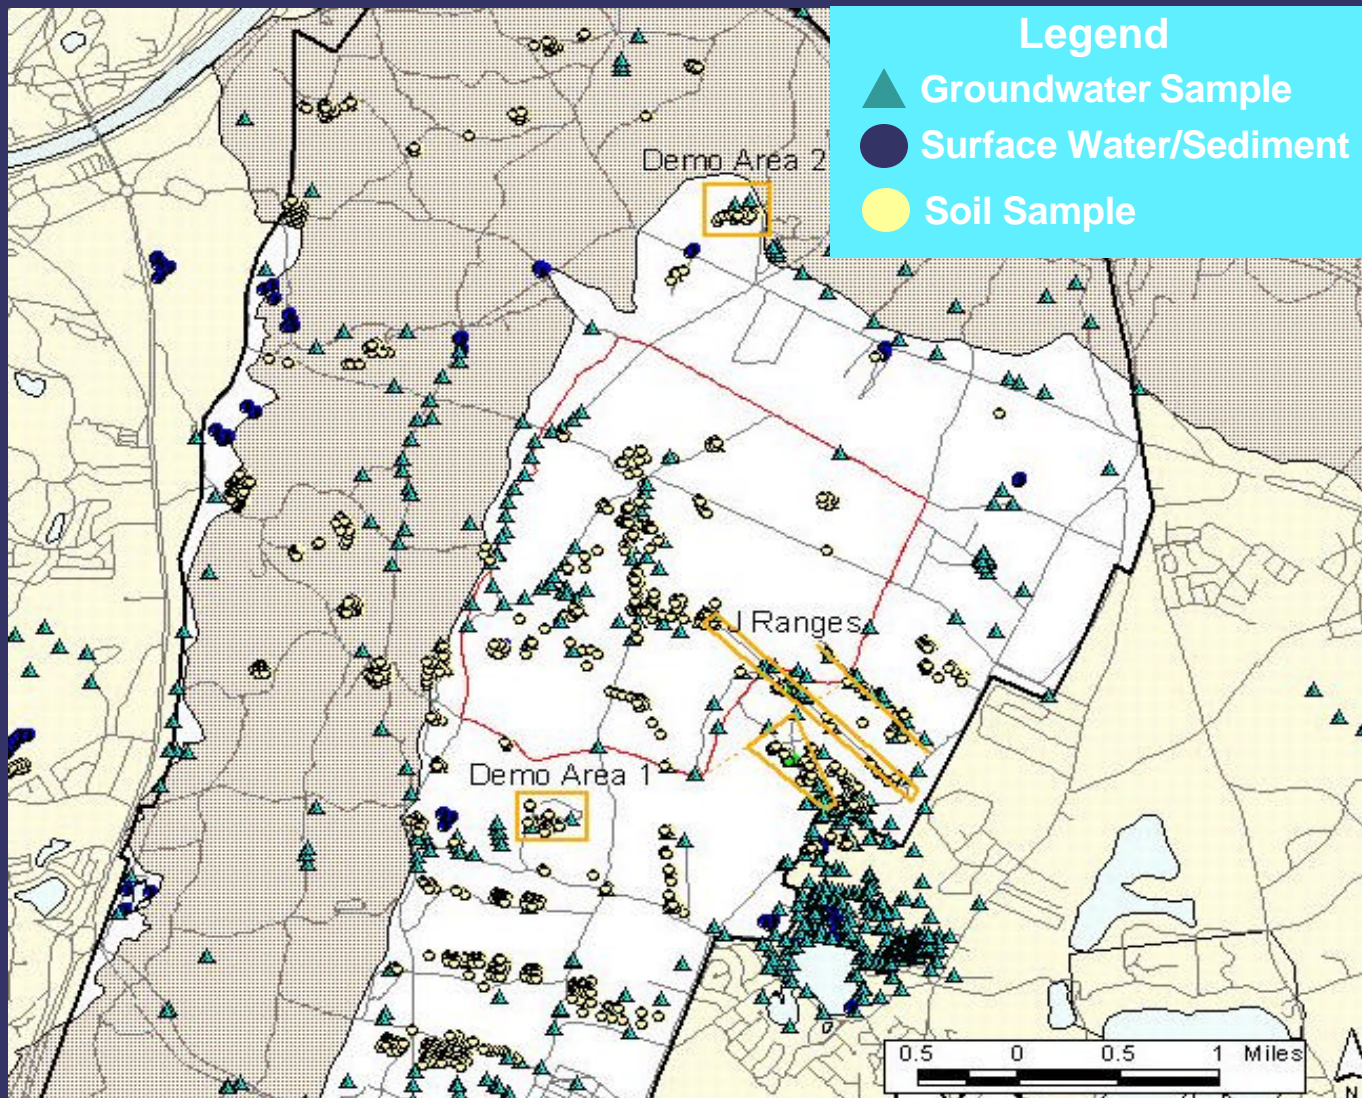 Legend
Groundwater Sample
Surface Water/Sediment
Soil Sample
Demo Area 2
J Ranges
Demo Area 1
0.5 0 0.5 1 Miles
N